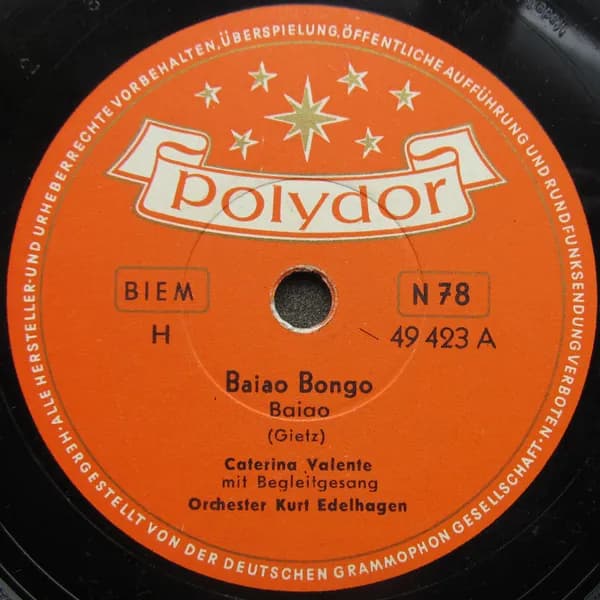 ·ALLE HERSTELLER- UND URHEBERRECHTE VORBEHALTEN, ÜBERSPIELUNG, ÖFFENTLICHE AUFFÜHRUNG UND RUNDFUNKSENDUNG VERBOTEN·
polydor
BIEM
N 78
H
49 423 A
Baiao Bongo
Baiao
(Gietz)
Caterina Valente
mit Begleitgesang
Orchester Kurt Edelhagen
HERGESTELLT VON DER DEUTSCHEN GRAMMOPHON GESELLSCHAFT